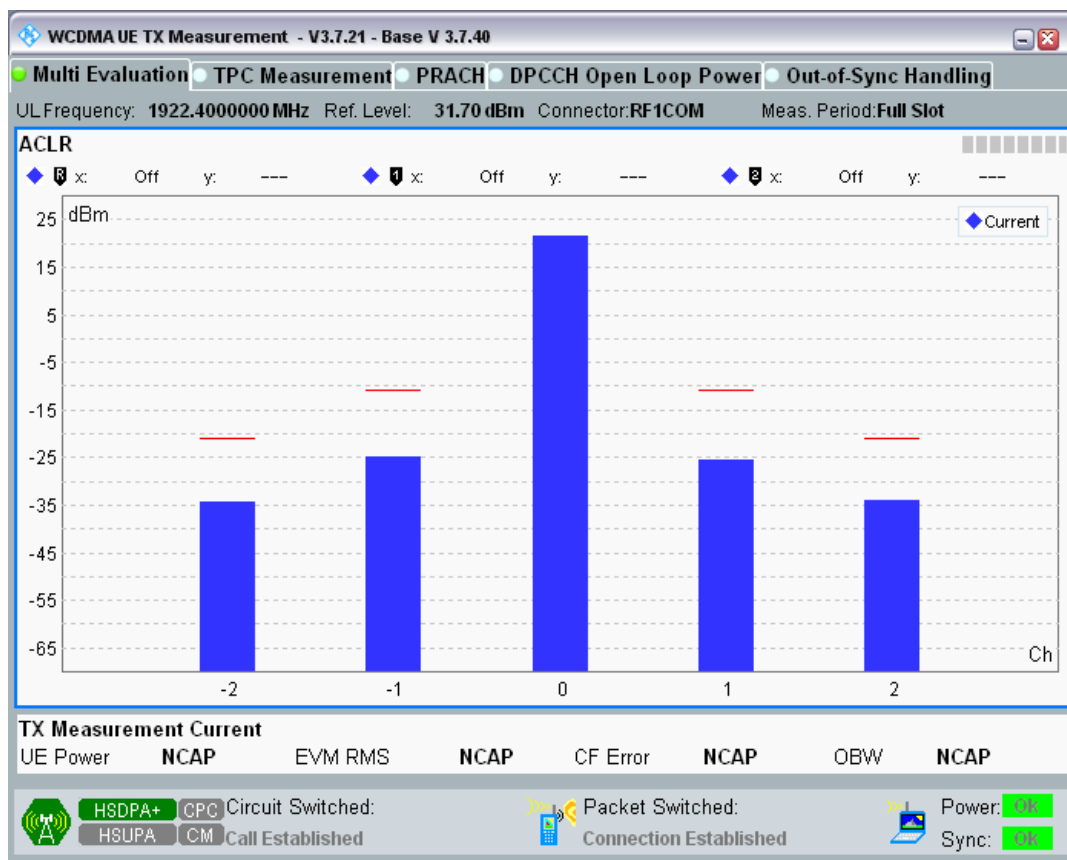 WCDMA UE TX Measurement - V3.7.21 - Base V 3.7.40
Multi Evaluation TPC Measurement PRACH DPCCH Open Loop Power Out-of-Sync Handling
UL Frequency: 1922.4000000 MHz Ref. Level: 31.70 dBm Connector:RF1COM Meas. Period:Full Slot
ACLR
R x: Off y: --- 1 x: Off y: --- 2 x: Off y: ---
dBm
Current
25
15
5
-5
-15
-25
-35
-45
-55
-65
Ch
-2 -1 0 1 2
TX Measurement Current
UE Power NCAP EVM RMS NCAP CF Error NCAP OBW NCAP
HSDPA+ CPC Circuit Switched: Packet Switched: Power: Ok
HSUPA CM Call Established Connection Established Sync: Ok